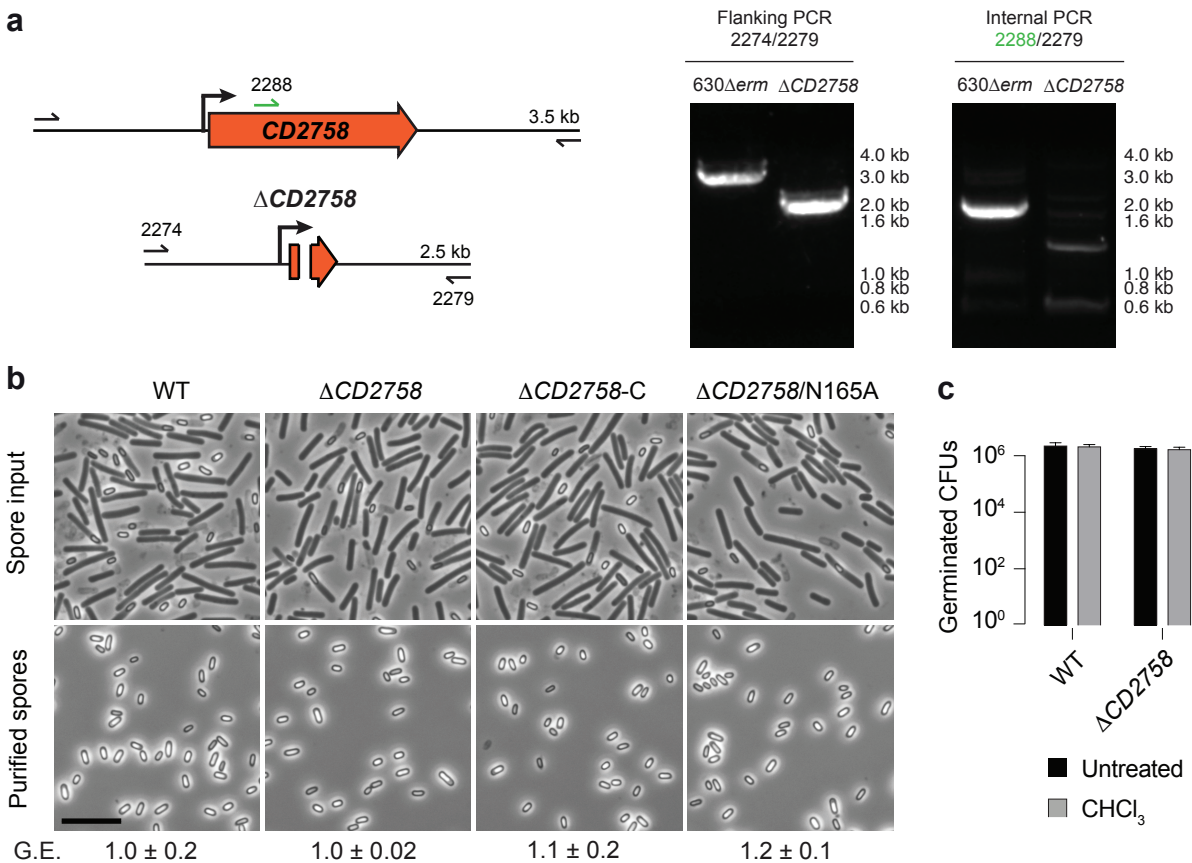 a
Flanking PCR
2274/2279
Internal PCR
2288/2279
630Δerm ΔCD2758
630Δerm ΔCD2758
2288
CD2758
3.5 kb
ΔCD2758
2274
2.5 kb
2279
4.0 kb
3.0 kb
2.0 kb
1.6 kb
1.0 kb
0.8 kb
0.6 kb
4.0 kb
3.0 kb
2.0 kb
1.6 kb
1.0 kb
0.8 kb
0.6 kb
b
WT ΔCD2758 ΔCD2758-C ΔCD2758/N165A
Spore input
Purified spores
G.E. 1.0 ± 0.2 1.0 ± 0.02 1.1 ± 0.2 1.2 ± 0.1
c
Germinated CFUs
10⁶
10⁴
10²
10⁰
WT
ΔCD2758
Untreated
CHCl₃